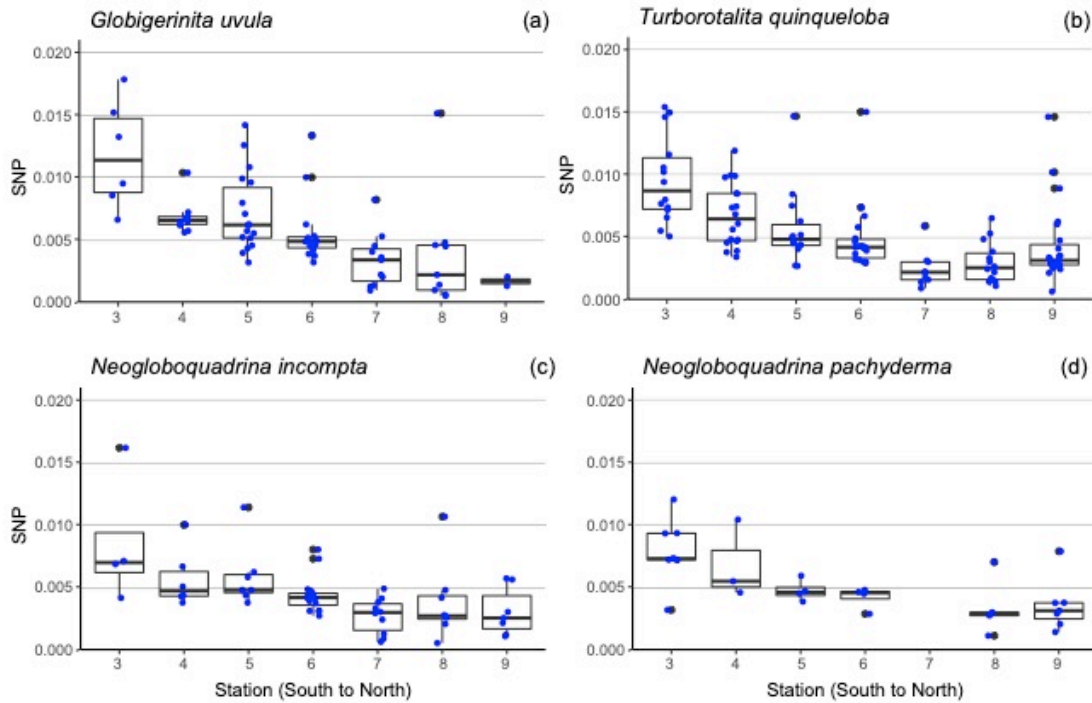 Globigerinita uvula (a)
0.020
0.015
0.010
0.005
0.000
SNP
3 4 5 6 7 8 9
Turborotalita quinqueloba (b)
0.020
0.015
0.010
0.005
0.000
SNP
3 4 5 6 7 8 9
Neogloboquadrina incompta (c)
0.020
0.015
0.010
0.005
0.000
SNP
3 4 5 6 7 8 9
Station (South to North)
Neogloboquadrina pachyderma (d)
0.020
0.015
0.010
0.005
0.000
3 4 5 6 7 8 9
Station (South to North)